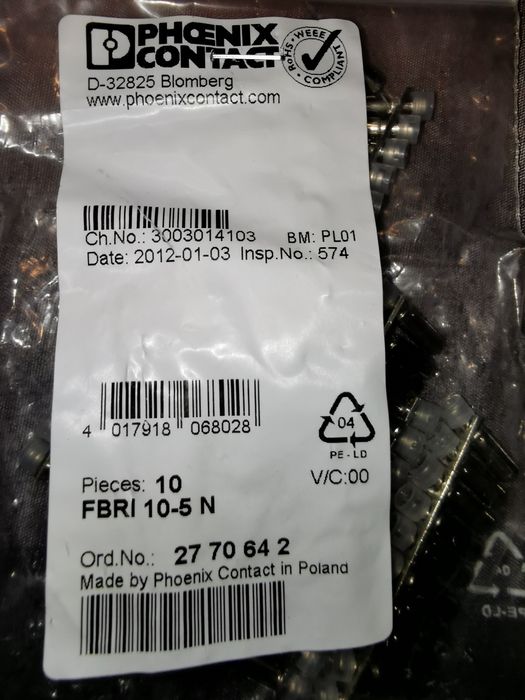 PHOENIX
CONTACT
RoHS - WEEE
COMPLIANT
D-32825 Blomberg
www.phoenixcontact.com
Ch.No.: 3003014103 BM: PL01
Date: 2012-01-03 Insp.No.: 574
4 017918 068028
04
PE-LD
Pieces: 10
V/C:00
FBRI 10-5 N
Ord.No.: 27 70 64 2
Made by Phoenix Contact in Poland